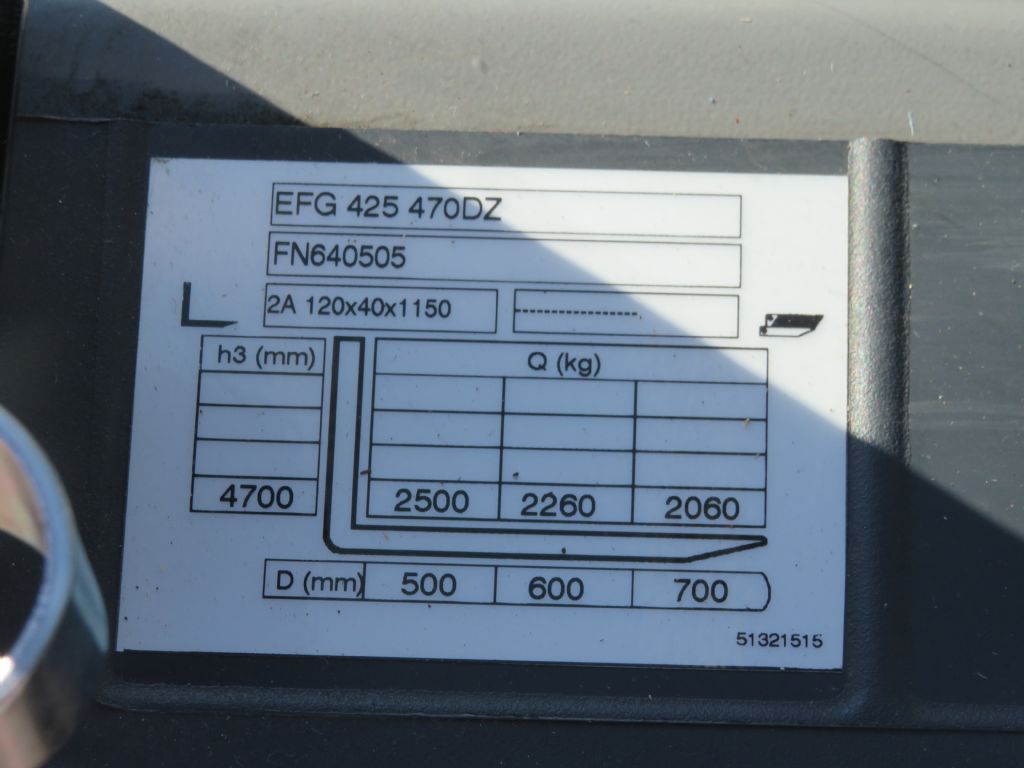 EFG 425 470DZ
FN640505
2A 120x40x1150 --------------------
h3 (mm) Q (kg)
4700 2500 2260 2060
D (mm) 500 600 700
51321515